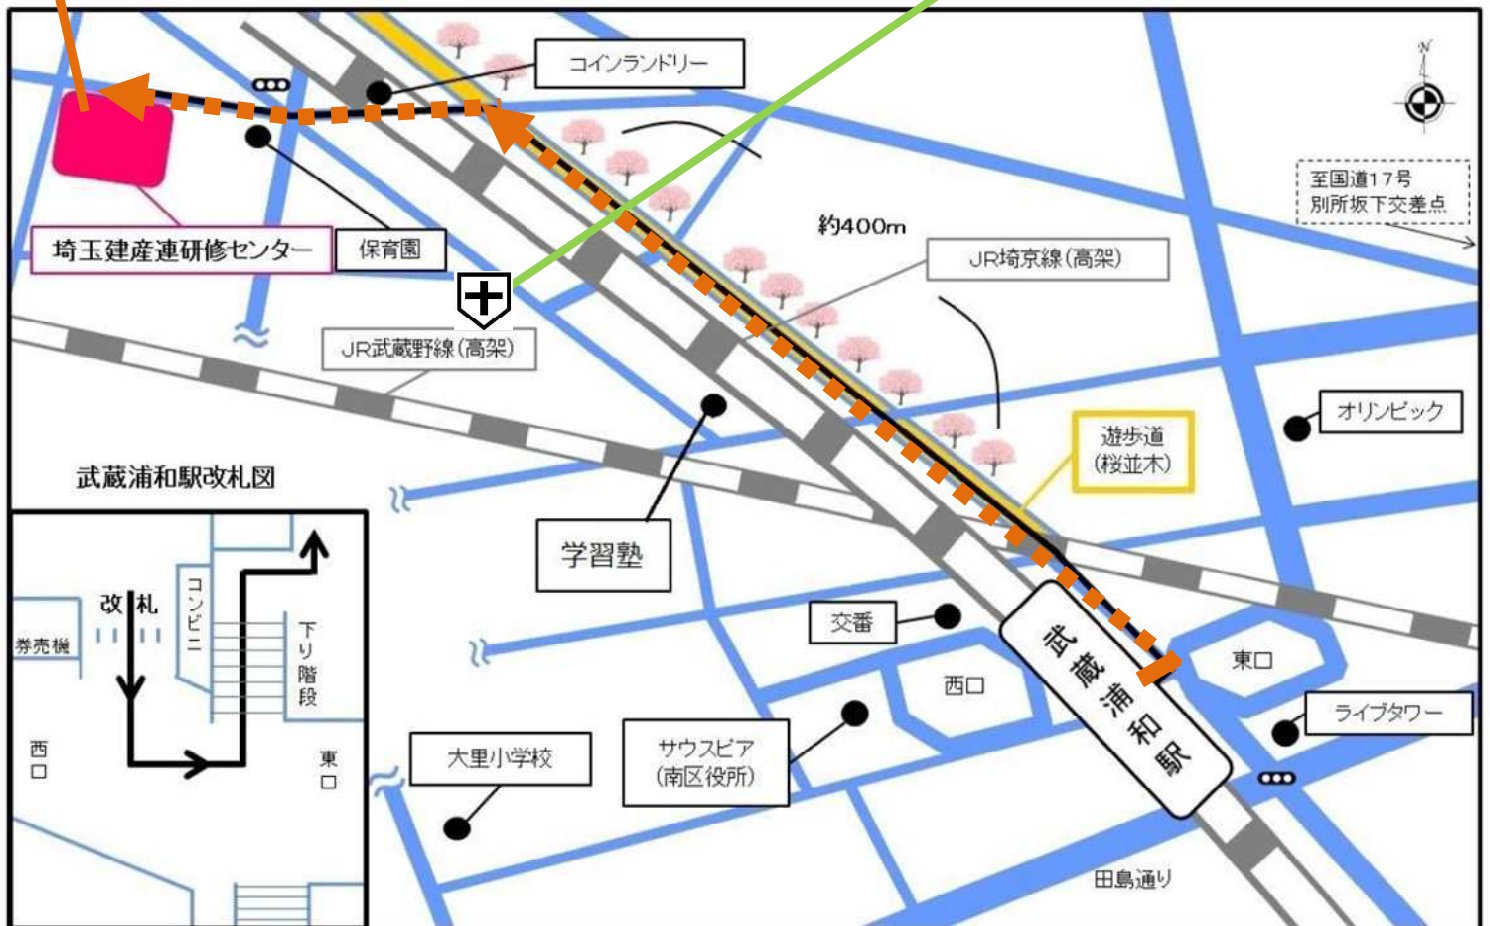 N
コインランドリー
至国道17号
別所坂下交差点
約400m
埼玉建産連研修センター
保育園
JR埼京線(高架)
JR武蔵野線(高架)
オリンピック
遊歩道
(桜並木)
武蔵浦和駅改札図
学習塾
交番
武蔵浦和駅
東口
西口
ライブタワー
サウスピア
(南区役所)
大里小学校
田島通り
改札
コンビニ
券売機
下り階段
西口
東口